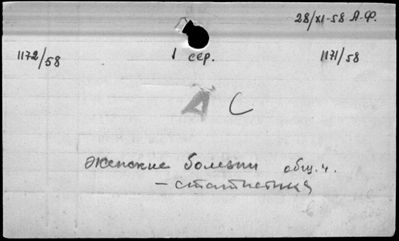 28/XI-58 А.Ф.
1172/58 1 сер. 1171/58
А С
Женские болезни общ. ч.
- статистика